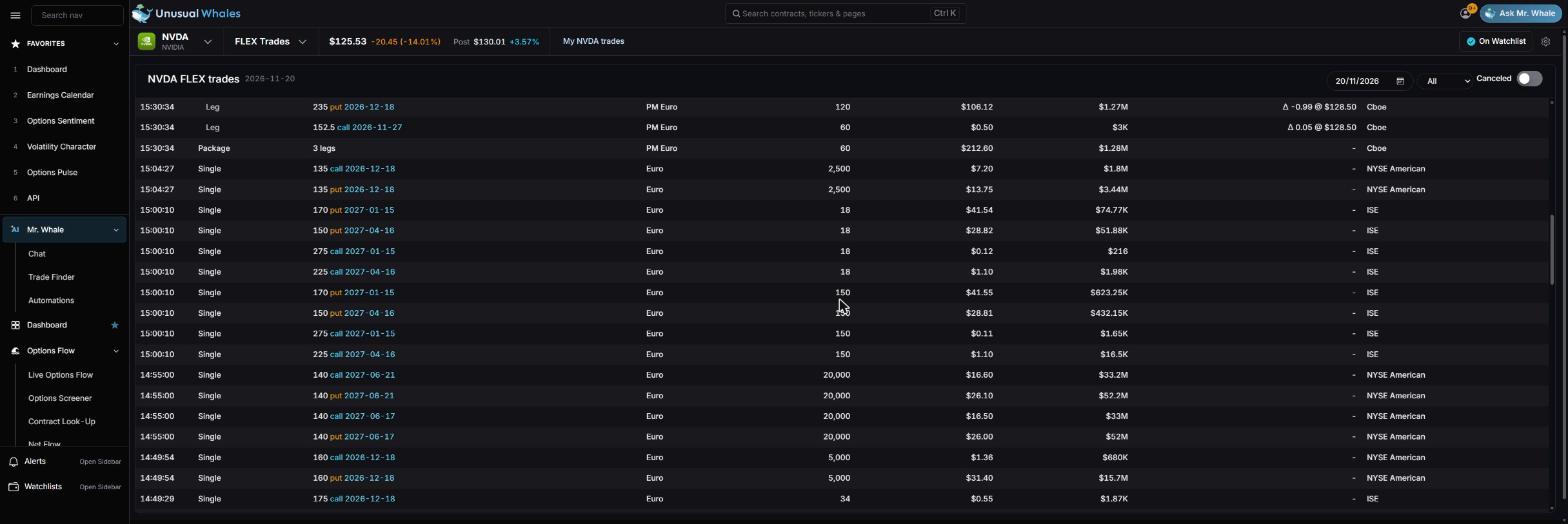 Search nav
Unusual Whales
Search contracts, tickers & pages Ctrl K
9+
Ask Mr. Whale
FAVORITES
1 Dashboard
2 Earnings Calendar
3 Options Sentiment
4 Volatility Character
5 Options Pulse
6 API
AI Mr. Whale
Chat
Trade Finder
Automations
Dashboard
Options Flow
Live Options Flow
Options Screener
Contract Look-Up
Net Flow
Alerts Open Sidebar
Watchlists Open Sidebar
NVDA
NVIDIA
FLEX Trades
$125.53 -20.45 (-14.01%) Post $130.01 +3.57%
My NVDA trades
On Watchlist
NVDA FLEX trades 2026-11-20
20/11/2026 All Canceled
15:30:34 Leg 235 put 2026-12-18 PM Euro 120 $106.12 $1.27M Δ -0.99 @ $128.50 Cboe
15:30:34 Leg 152.5 call 2026-11-27 PM Euro 60 $0.50 $3K Δ 0.05 @ $128.50 Cboe
15:30:34 Package 3 legs PM Euro 60 $212.60 $1.28M - Cboe
15:04:27 Single 135 call 2026-12-18 Euro 2,500 $7.20 $1.8M - NYSE American
15:04:27 Single 135 put 2026-12-18 Euro 2,500 $13.75 $3.44M - NYSE American
15:00:10 Single 170 put 2027-01-15 Euro 18 $41.54 $74.77K - ISE
15:00:10 Single 150 put 2027-04-16 Euro 18 $28.82 $51.88K - ISE
15:00:10 Single 275 call 2027-01-15 Euro 18 $0.12 $216 - ISE
15:00:10 Single 225 call 2027-04-16 Euro 18 $1.10 $1.98K - ISE
15:00:10 Single 170 put 2027-01-15 Euro 150 $41.55 $623.25K - ISE
15:00:10 Single 150 put 2027-04-16 Euro 150 $28.81 $432.15K - ISE
15:00:10 Single 275 call 2027-01-15 Euro 150 $0.11 $1.65K - ISE
15:00:10 Single 225 call 2027-04-16 Euro 150 $1.10 $16.5K - ISE
14:55:00 Single 140 call 2027-06-21 Euro 20,000 $16.60 $33.2M - NYSE American
14:55:00 Single 140 put 2027-06-21 Euro 20,000 $26.10 $52.2M - NYSE American
14:55:00 Single 140 call 2027-06-17 Euro 20,000 $16.50 $33M - NYSE American
14:55:00 Single 140 put 2027-06-17 Euro 20,000 $26.00 $52M - NYSE American
14:49:54 Single 160 call 2026-12-18 Euro 5,000 $1.36 $680K - NYSE American
14:49:54 Single 160 put 2026-12-18 Euro 5,000 $31.40 $15.7M - NYSE American
14:49:29 Single 175 call 2026-12-18 Euro 34 $0.55 $1.87K - ISE